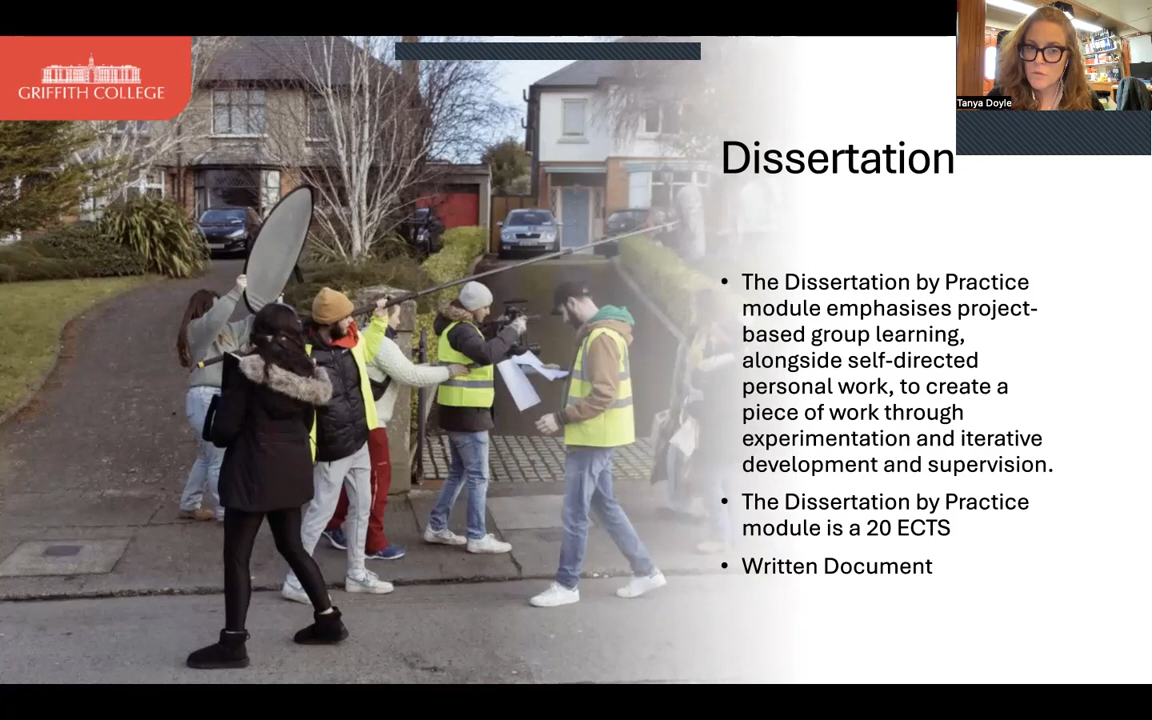 GRIFFITH COLLEGE
Tanya Doyle
Dissertation
• The Dissertation by Practice
module emphasises project-
based group learning,
alongside self-directed
personal work, to create a
piece of work through
experimentation and iterative
development and supervision.
• The Dissertation by Practice
module is a 20 ECTS
• Written Document